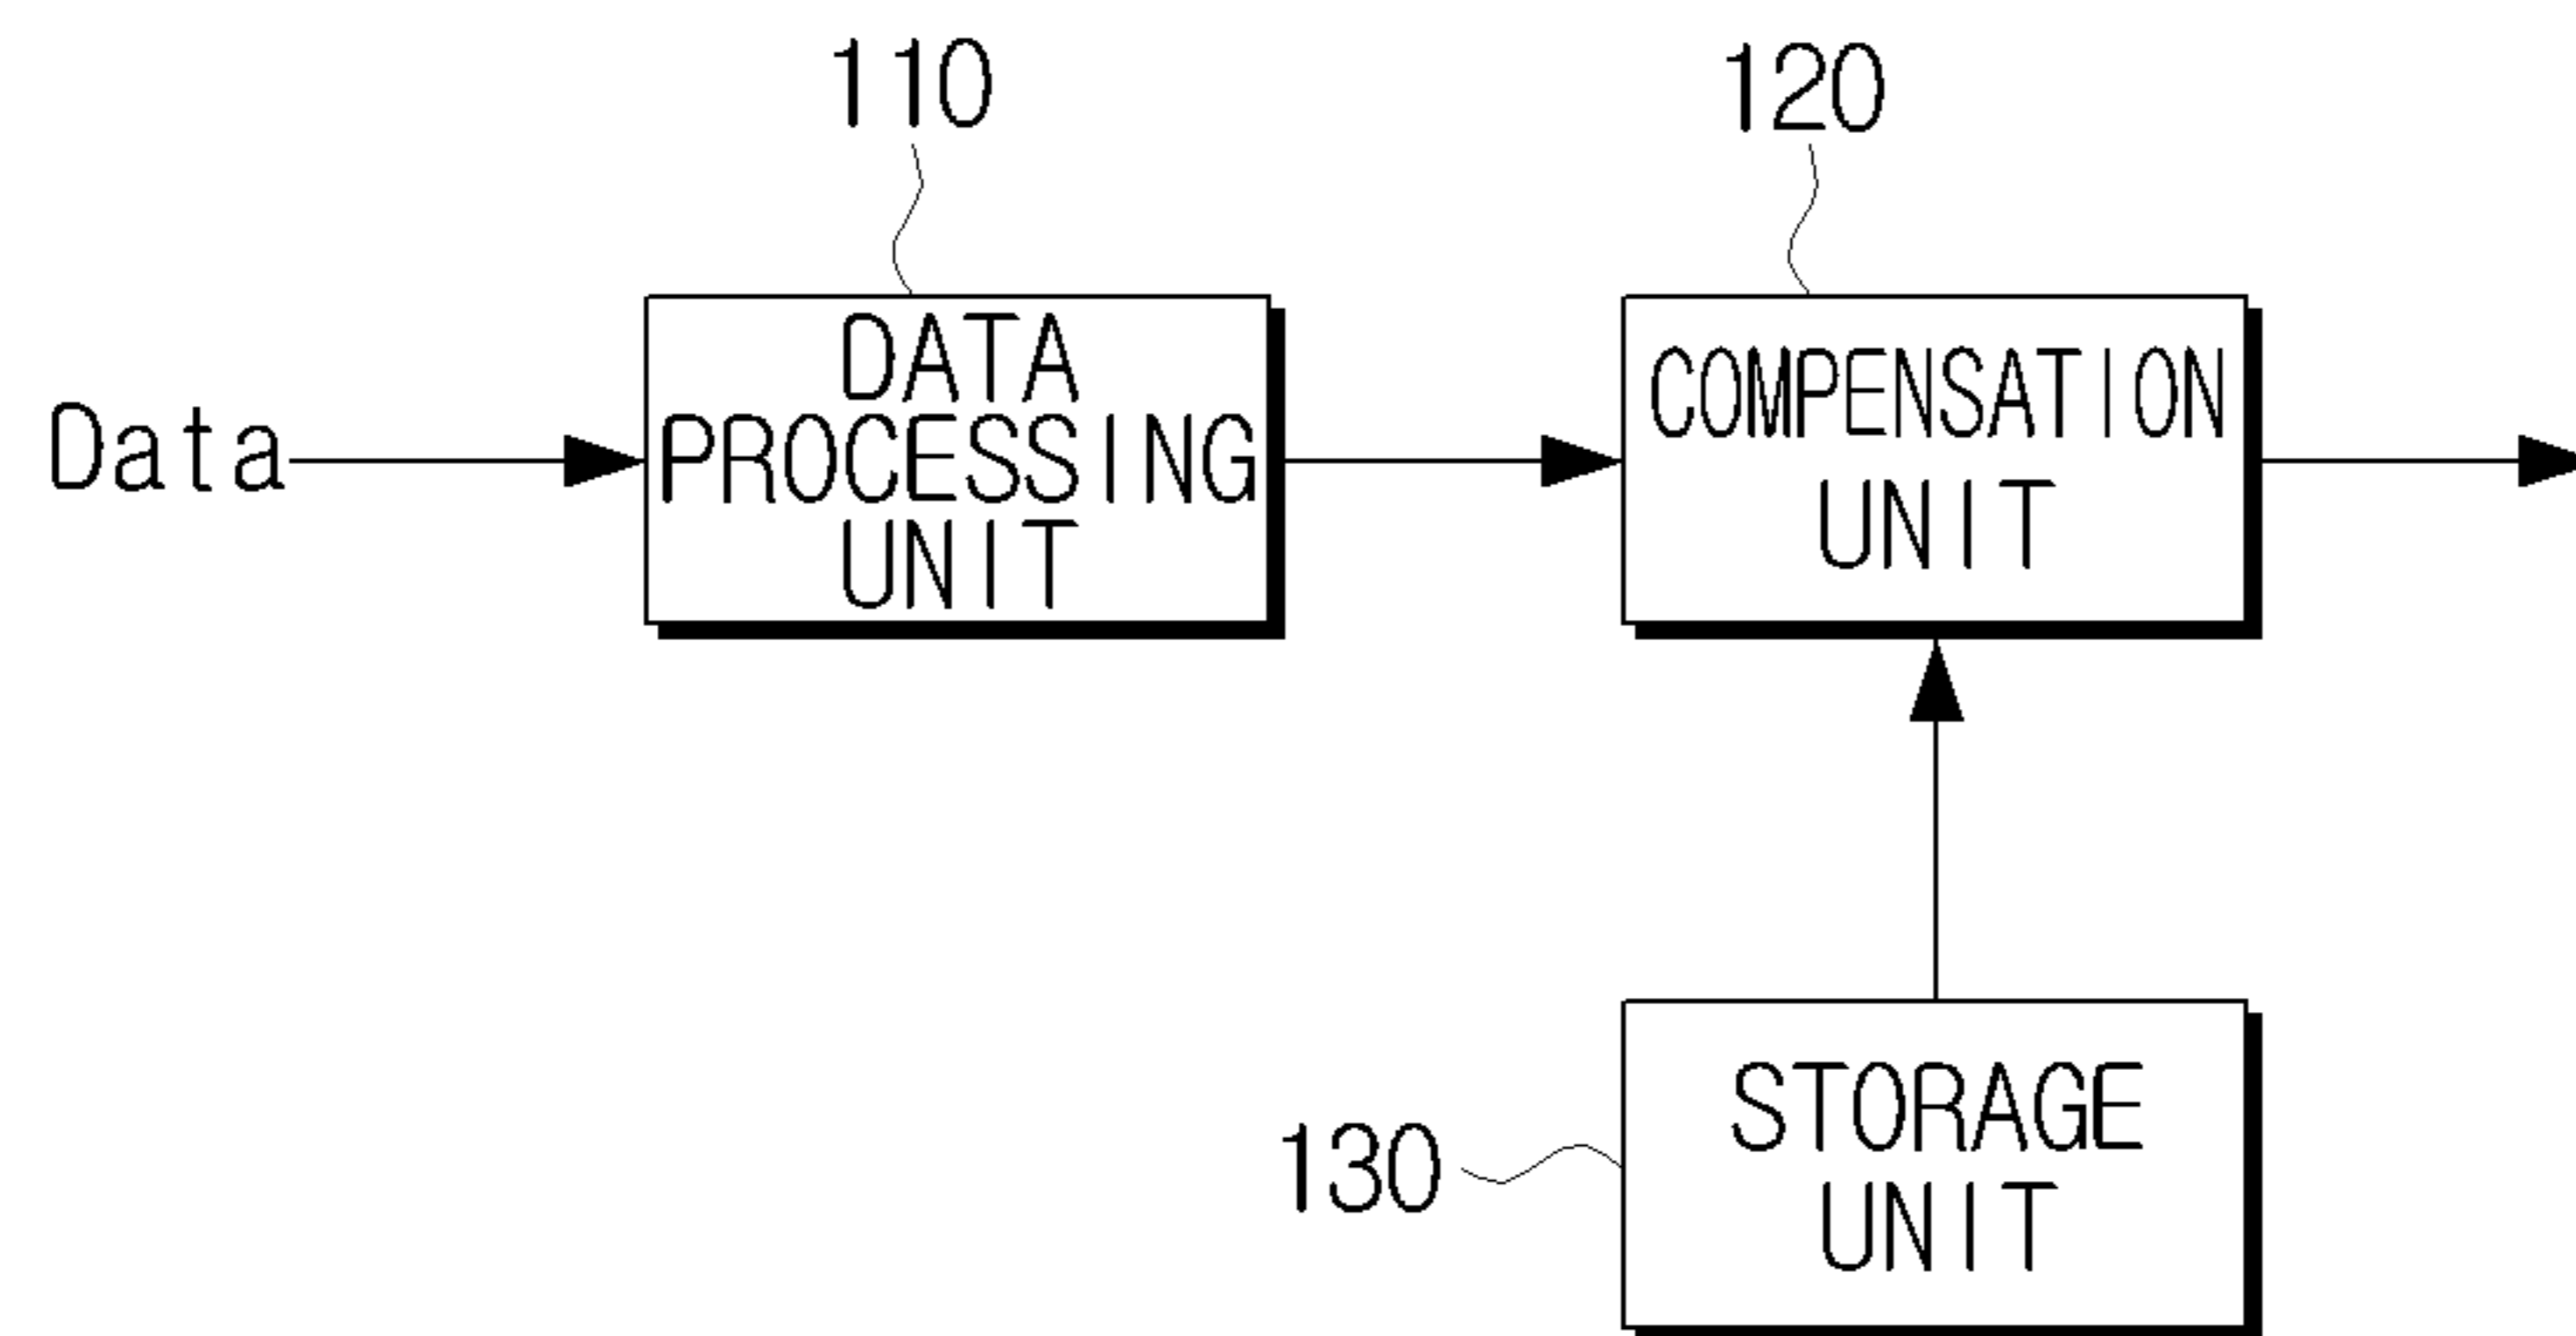 110
120
Data
DATA
PROCESSING
UNIT
COMPENSATION
UNIT
130
STORAGE
UNIT